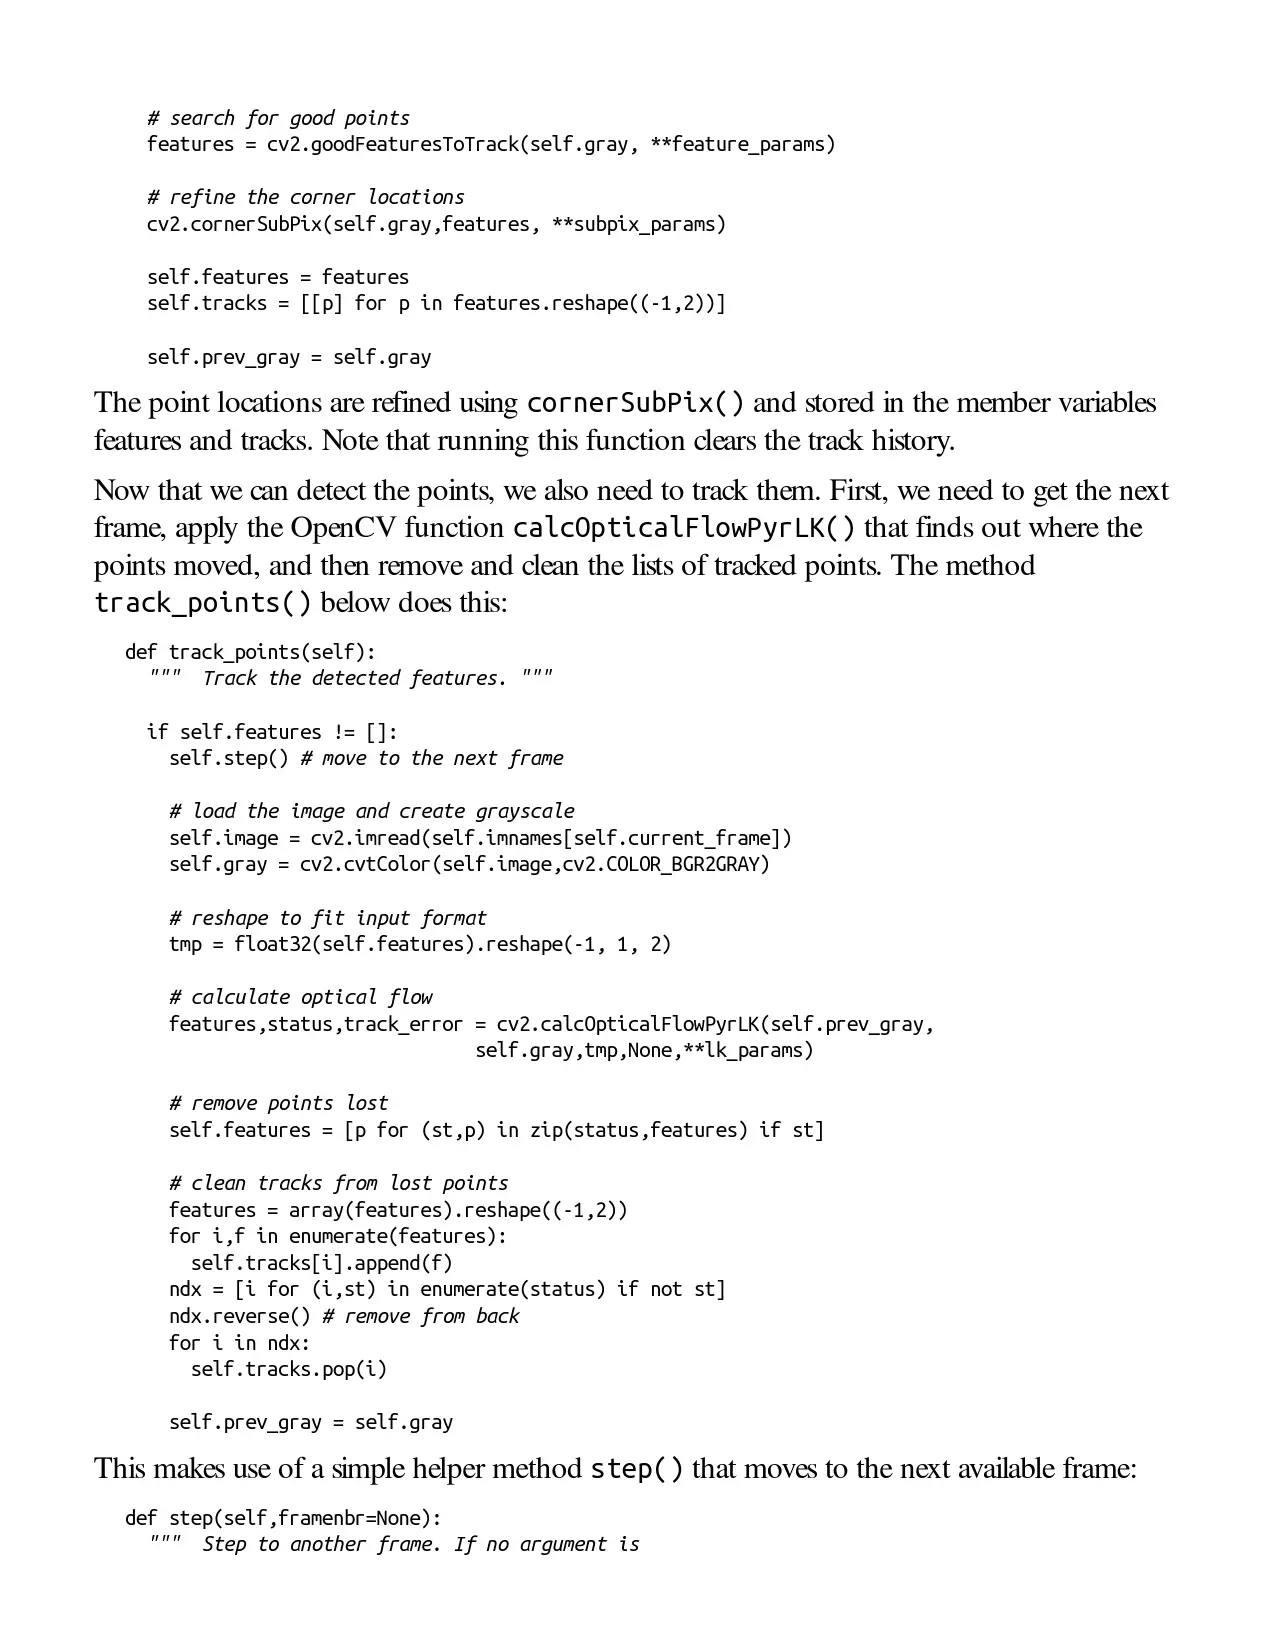 # search for good points
features = cv2.goodFeaturesToTrack(self.gray, **feature_params)
# refine the corner locations
cv2.cornerSubPix(self.gray,features, **subpix_params)
self.features = features
self.tracks = [[p] for p in features.reshape((-1,2))]
self.prev_gray = self.gray
The point locations are refined using cornerSubPix() and stored in the member variables
features and tracks. Note that running this function clears the track history.
Now that we can detect the points, we also need to track them. First, we need to get the next
frame, apply the OpenCV function calcOpticalFlowPyrLK() that finds out where the
points moved, and then remove and clean the lists of tracked points. The method
track_points() below does this:
def track_points(self):
""" Track the detected features. """
if self.features != []:
self.step() # move to the next frame
# load the image and create grayscale
self.image = cv2.imread(self.imnames[self.current_frame])
self.gray = cv2.cvtColor(self.image,cv2.COLOR_BGR2GRAY)
# reshape to fit input format
tmp = float32(self.features).reshape(-1, 1, 2)
# calculate optical flow
features,status,track_error = cv2.calcOpticalFlowPyrLK(self.prev_gray,
self.gray,tmp,None,**lk_params)
# remove points lost
self.features = [p for (st,p) in zip(status,features) if st]
# clean tracks from lost points
features = array(features).reshape((-1,2))
for i,f in enumerate(features):
self.tracks[i].append(f)
ndx = [i for (i,st) in enumerate(status) if not st]
ndx.reverse() # remove from back
for i in ndx:
self.tracks.pop(i)
self.prev_gray = self.gray
This makes use of a simple helper method step() that moves to the next available frame:
def step(self,framenbr=None):
""" Step to another frame. If no argument is